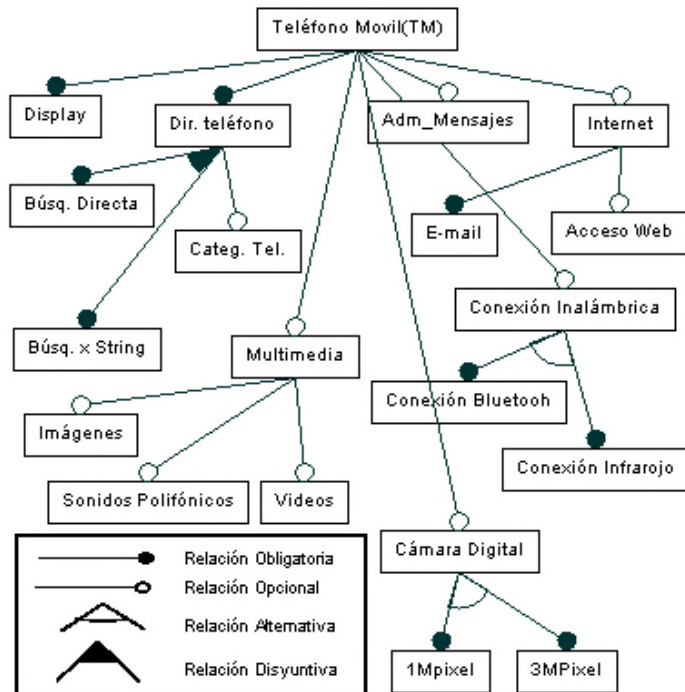 Teléfono Movil(TM)
Display
Dir. teléfono
Adm_Mensajes
Internet
Búsq. Directa
Categ. Tel.
E-mail
Acceso Web
Conexión Inalámbrica
Búsq. x String
Multimedia
Conexión Bluetooh
Imágenes
Conexión Infrarojo
Sonidos Polifónicos
Videos
Cámara Digital
1Mpixel
3MPixel
Relación Obligatoria
Relación Opcional
Relación Alternativa
Relación Disyuntiva